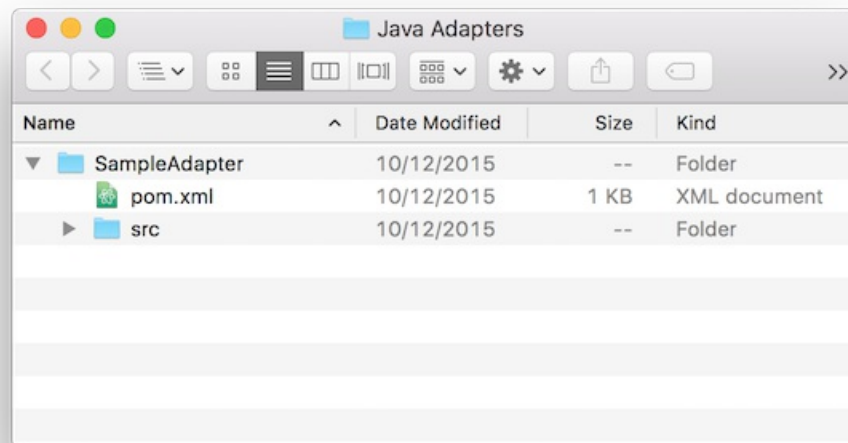 Java Adapters
Name Date Modified Size Kind
SampleAdapter 10/12/2015 -- Folder
pom.xml 10/12/2015 1 KB XML document
src 10/12/2015 -- Folder